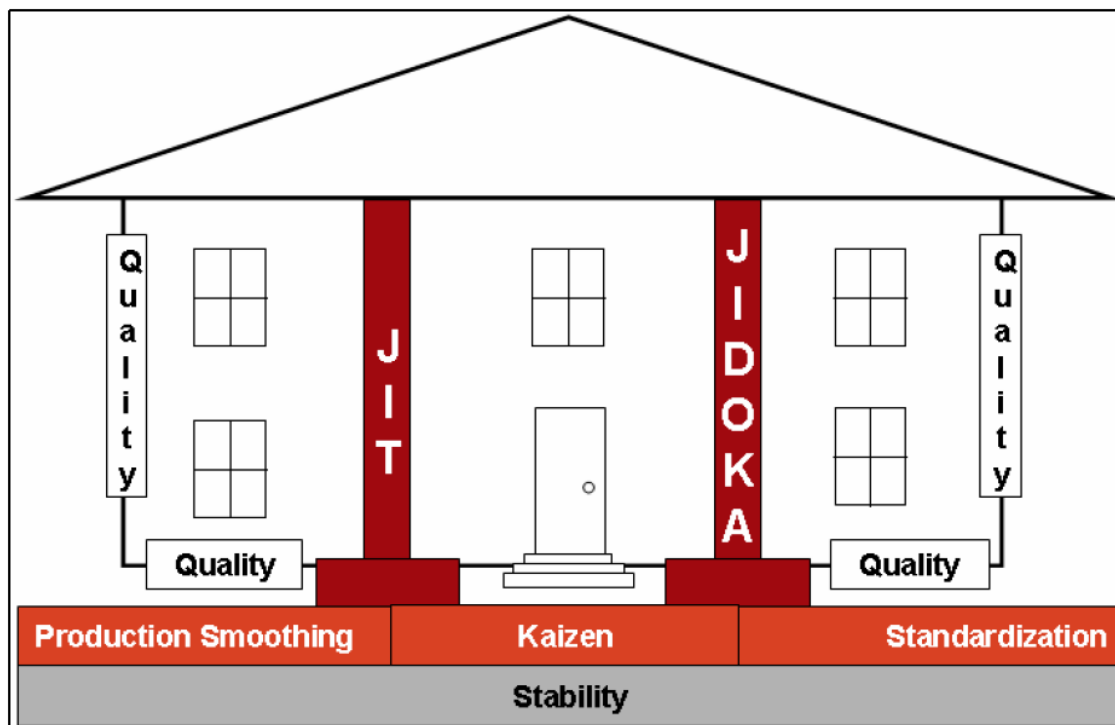 Quality
JIT
JIDOKA
Quality
Quality
Quality
Production Smoothing
Kaizen
Standardization
Stability